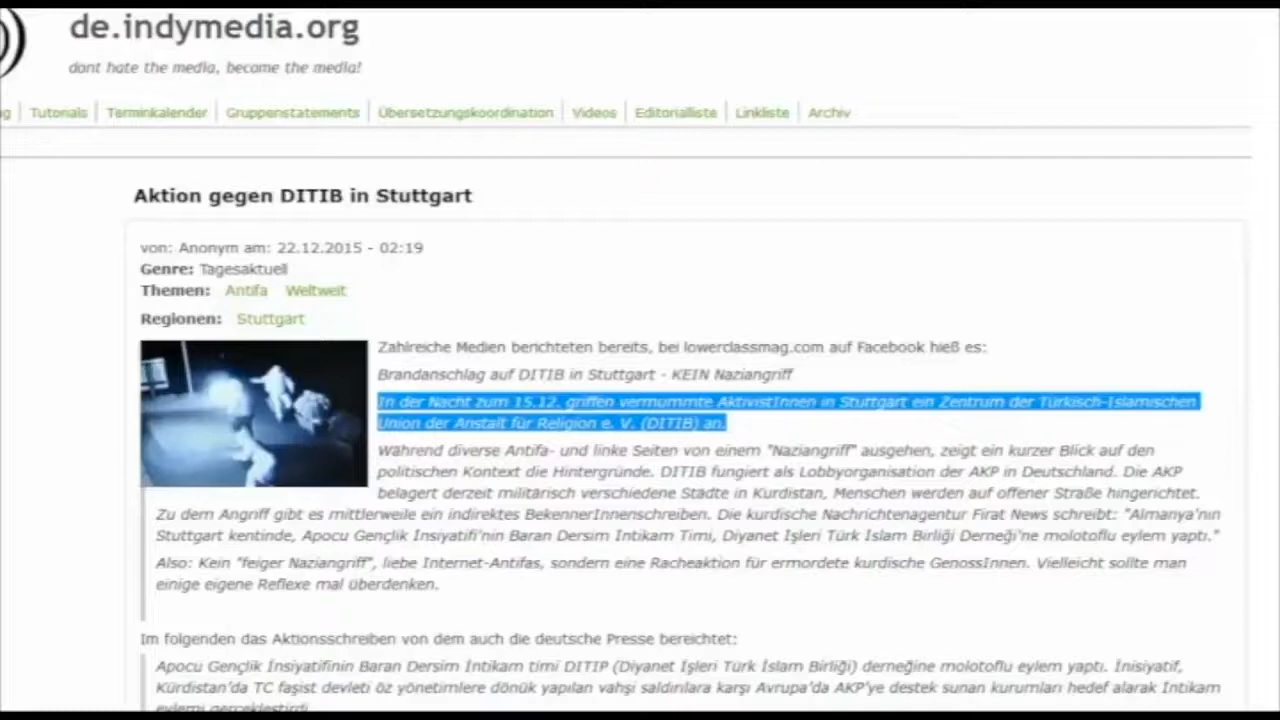 de.indymedia.org
dont hate the media, become the media!
Tutorials Terminkalender Gruppenstatements Übersetzungskoordination Videos Editorialliste Linkliste Archiv
Aktion gegen DITIB in Stuttgart
von: Anonym am: 22.12.2015 - 02:19
Genre: Tagesaktuell
Themen: Antifa Weltweit
Regionen: Stuttgart
Zahlreiche Medien berichteten bereits, bei lowerclassmag.com auf Facebook hieß es:
Brandanschlag auf DITIB in Stuttgart - KEIN Naziangriff
In der Nacht zum 15.12. griffen vermummte AktivistInnen in Stuttgart ein Zentrum der Türkisch-Islamischen
Union der Anstalt für Religion e. V. (DITIB) an.
Während diverse Antifa- und linke Seiten von einem "Naziangriff" ausgehen, zeigt ein kurzer Blick auf den
politischen Kontext die Hintergründe. DITIB fungiert als Lobbyorganisation der AKP in Deutschland. Die AKP
belagert derzeit militärisch verschiedene Städte in Kurdistan, Menschen werden auf offener Straße hingerichtet.
Zu dem Angriff gibt es mittlerweile ein indirektes BekennerInnenschreiben. Die kurdische Nachrichtenagentur Firat News schreibt: "Almanya'nın
Stuttgart kentinde, Apocu Gençlik İnsiyatifi'nin Baran Dersim İntikam Timi, Diyanet İşleri Türk İslam Birliği Derneği'ne molotoflu eylem yaptı."
Also: Kein "feiger Naziangriff", liebe Internet-Antifas, sondern eine Racheaktion für ermordete kurdische GenossInnen. Vielleicht sollte man
einige eigene Reflexe mal überdenken.
Im folgenden das Aktionsschreiben von dem auch die deutsche Presse bereichtet:
Apocu Gençlik İnsiyatifinin Baran Dersim İntikam timi DITIP (Diyanet İşleri Türk İslam Birliği) derneğine molotoflu eylem yaptı. İnisiyatif,
Kürdistan'da TC faşist devleti öz yönetimlere dönük yapılan vahşi saldırılara karşı Avrupa'da AKP'ye destek sunan kurumları hedef alarak İntikam
eylemi gerçekleştirdi